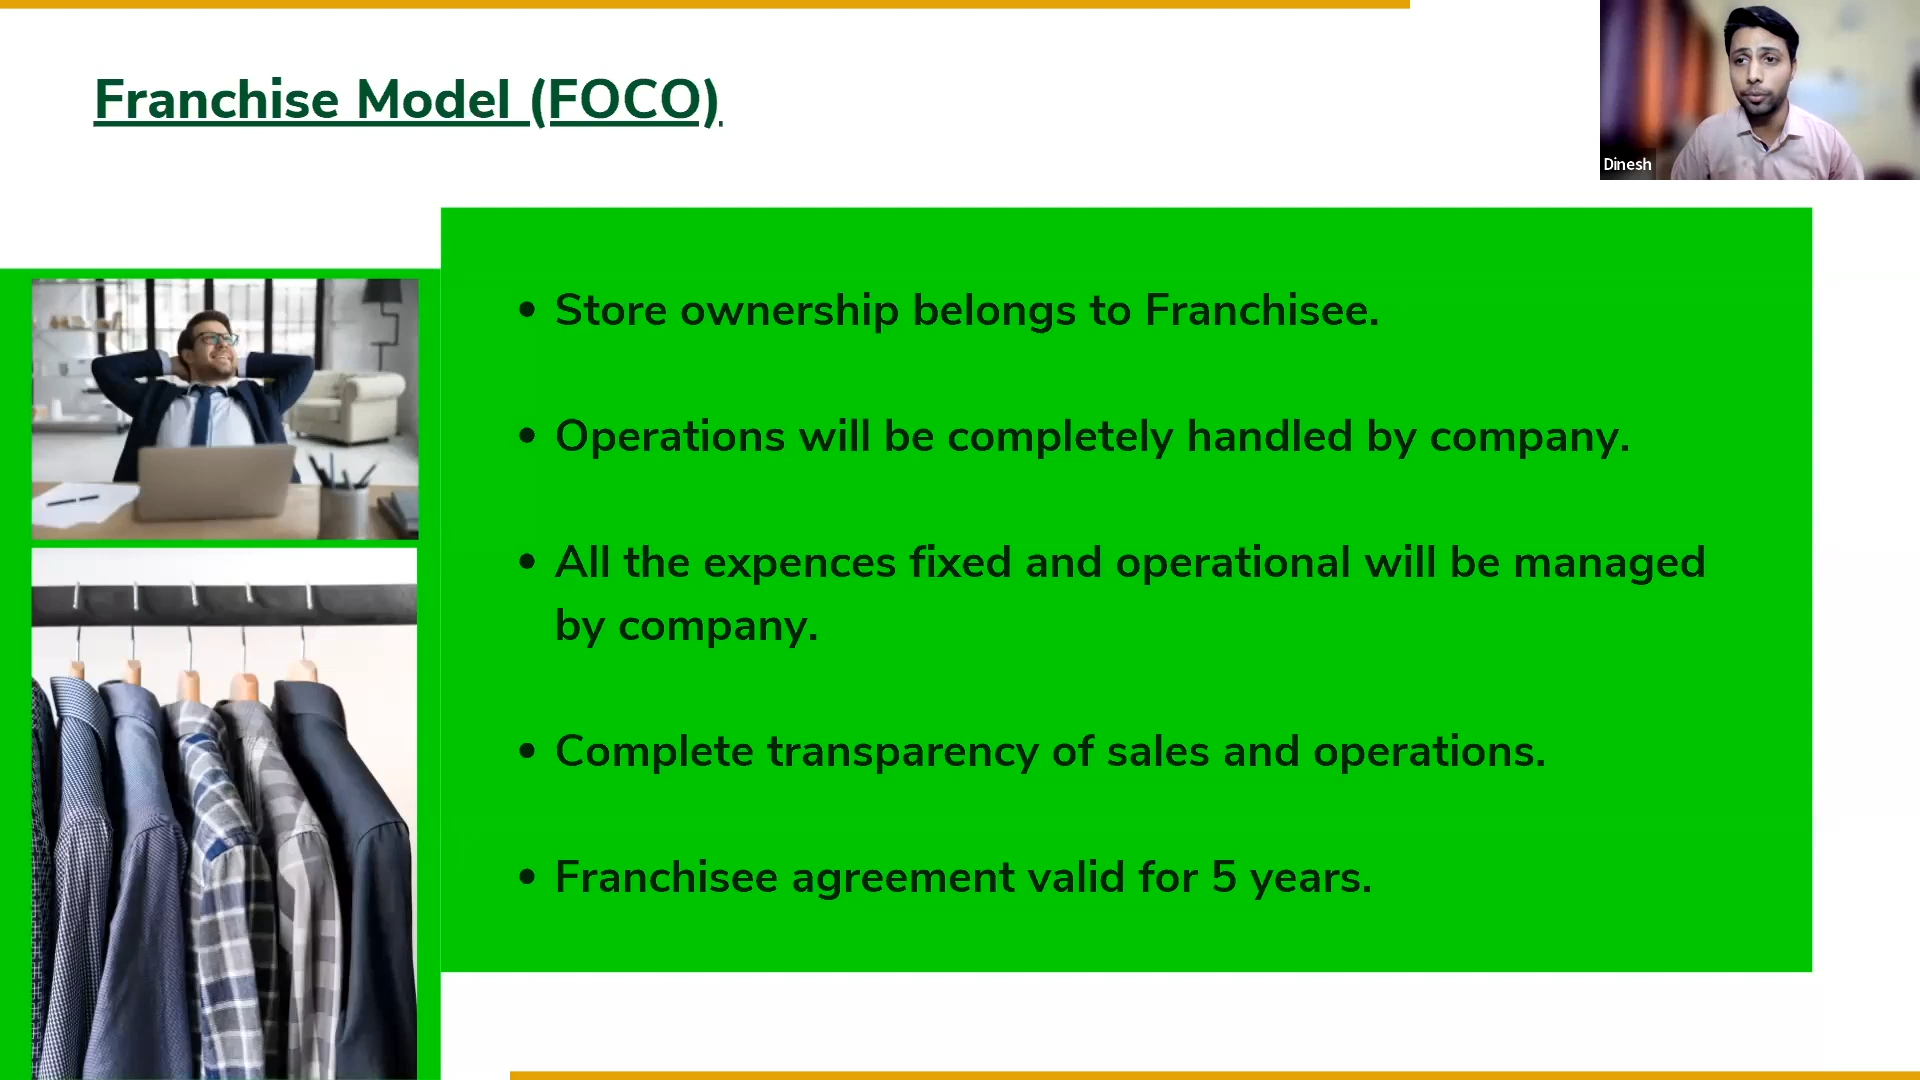 Franchise Model (FOCO)
Dinesh
• Store ownership belongs to Franchisee.
• Operations will be completely handled by company.
• All the expences fixed and operational will be managed
by company.
• Complete transparency of sales and operations.
• Franchisee agreement valid for 5 years.